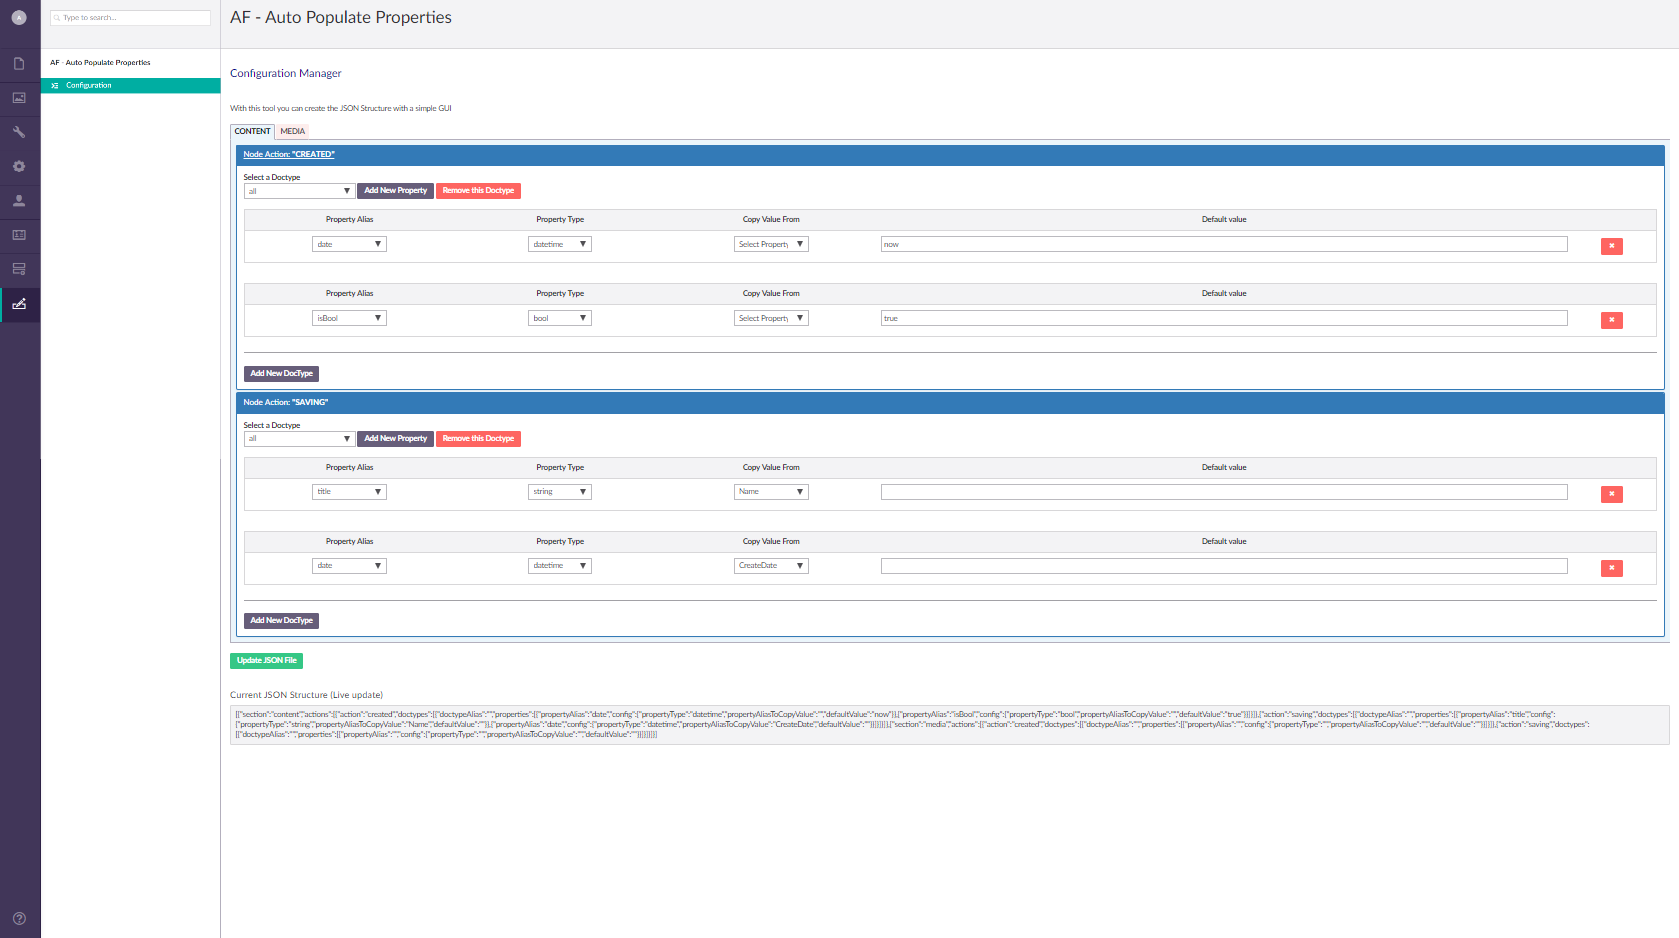 A
Type to search...
AF - Auto Populate Properties
AF - Auto Populate Properties
Configuration
Configuration Manager
With this tool you can create the JSON Structure with a simple GUI
CONTENT MEDIA
Node Action: "CREATED"
Select a Doctype
all Add New Property Remove this Doctype
Property Alias Property Type Copy Value From Default value
date datetime Select Property now
Property Alias Property Type Copy Value From Default value
isBool bool Select Property true
Add New DocType
Node Action: "SAVING"
Select a Doctype
all Add New Property Remove this Doctype
Property Alias Property Type Copy Value From Default value
title string Name
Property Alias Property Type Copy Value From Default value
date datetime CreateDate
Add New DocType
Update JSON File
Current JSON Structure (Live update)
[{"section":"content","actions":[{"action":"created","doctypes":[{"doctypeAlias":"","properties":[{"propertyAlias":"date","config":{"propertyType":"datetime","propertyAliasToCopyValue":"","defaultValue":"now"}},{"propertyAlias":"isBool","config":{"propertyType":"bool","propertyAliasToCopyValue":"","defaultValue":"true"}}]}]},{"action":"saving","doctypes":[{"doctypeAlias":"","properties":[{"propertyAlias":"title","config":
{"propertyType":"string","propertyAliasToCopyValue":"Name","defaultValue":""}},{"propertyAlias":"date","config":{"propertyType":"datetime","propertyAliasToCopyValue":"CreateDate","defaultValue":""}}]}]}]},{"section":"media","actions":[{"action":"created","doctypes":[{"doctypeAlias":"","properties":[{"propertyAlias":"","config":{"propertyType":"","propertyAliasToCopyValue":"","defaultValue":""}}]}]},{"action":"saving","doctypes":
[{"doctypeAlias":"","properties":[{"propertyAlias":"","config":{"propertyType":"","propertyAliasToCopyValue":"","defaultValue":""}}]}]}]}]